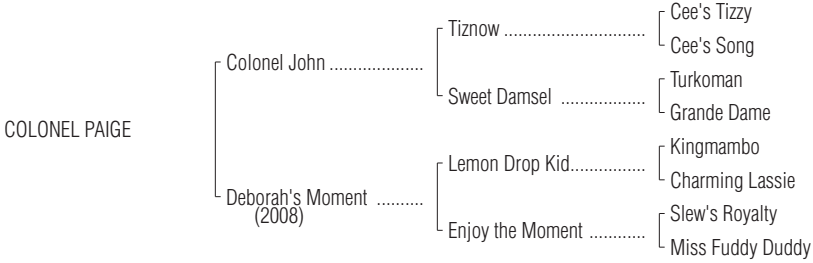 Cee's Tizzy
Tiznow ..............................
Cee's Song
Colonel John ....................
Turkoman
Sweet Damsel ..................
Grande Dame
COLONEL PAIGE
Kingmambo
Lemon Drop Kid................
Charming Lassie
Deborah's Moment ..........
(2008)
Slew's Royalty
Enjoy the Moment ............
Miss Fuddy Duddy